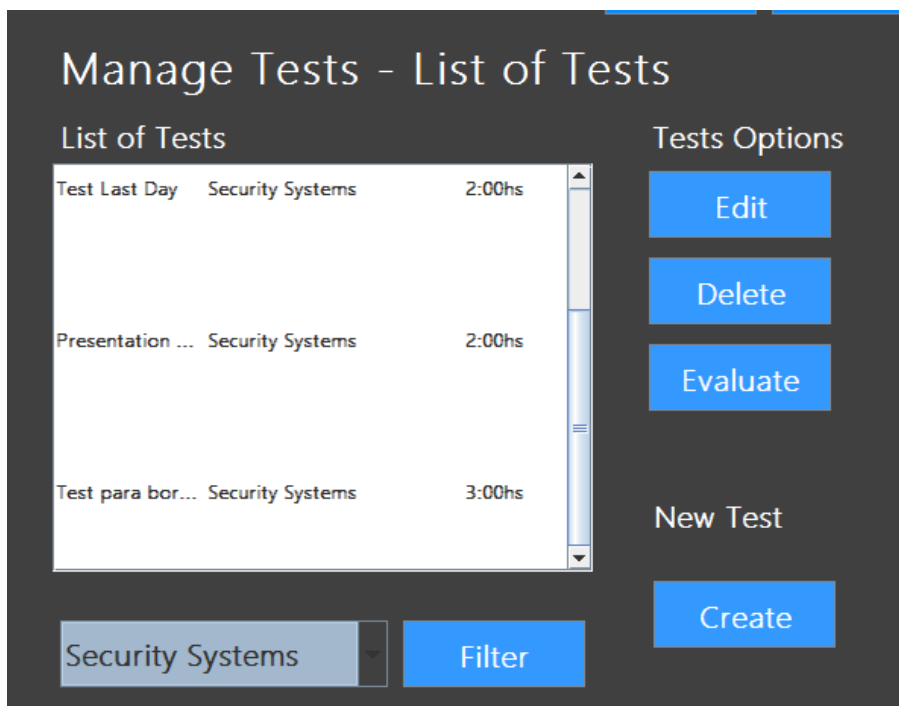 Manage Tests - List of Tests
List of Tests
Tests Options
Test Last Day Security Systems 2:00hs
Edit
Delete
Presentation ... Security Systems 2:00hs
Evaluate
Test para bor... Security Systems 3:00hs
New Test
Create
Security Systems
Filter